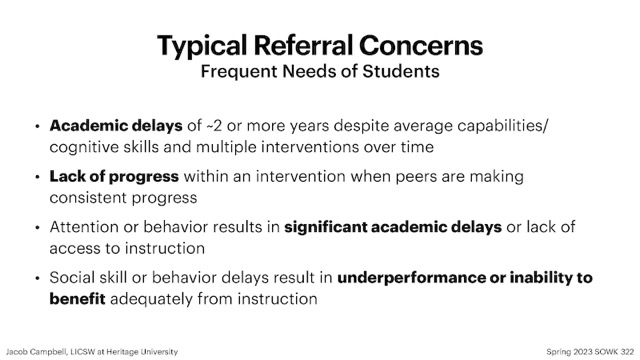 Typical Referral Concerns
Frequent Needs of Students
• Academic delays of ~2 or more years despite average capabilities/
cognitive skills and multiple interventions over time
• Lack of progress within an intervention when peers are making
consistent progress
• Attention or behavior results in significant academic delays or lack of
access to instruction
• Social skill or behavior delays result in underperformance or inability to
benefit adequately from instruction
Jacob Campbell, LICSW at Heritage University
Spring 2023 SOWK 322